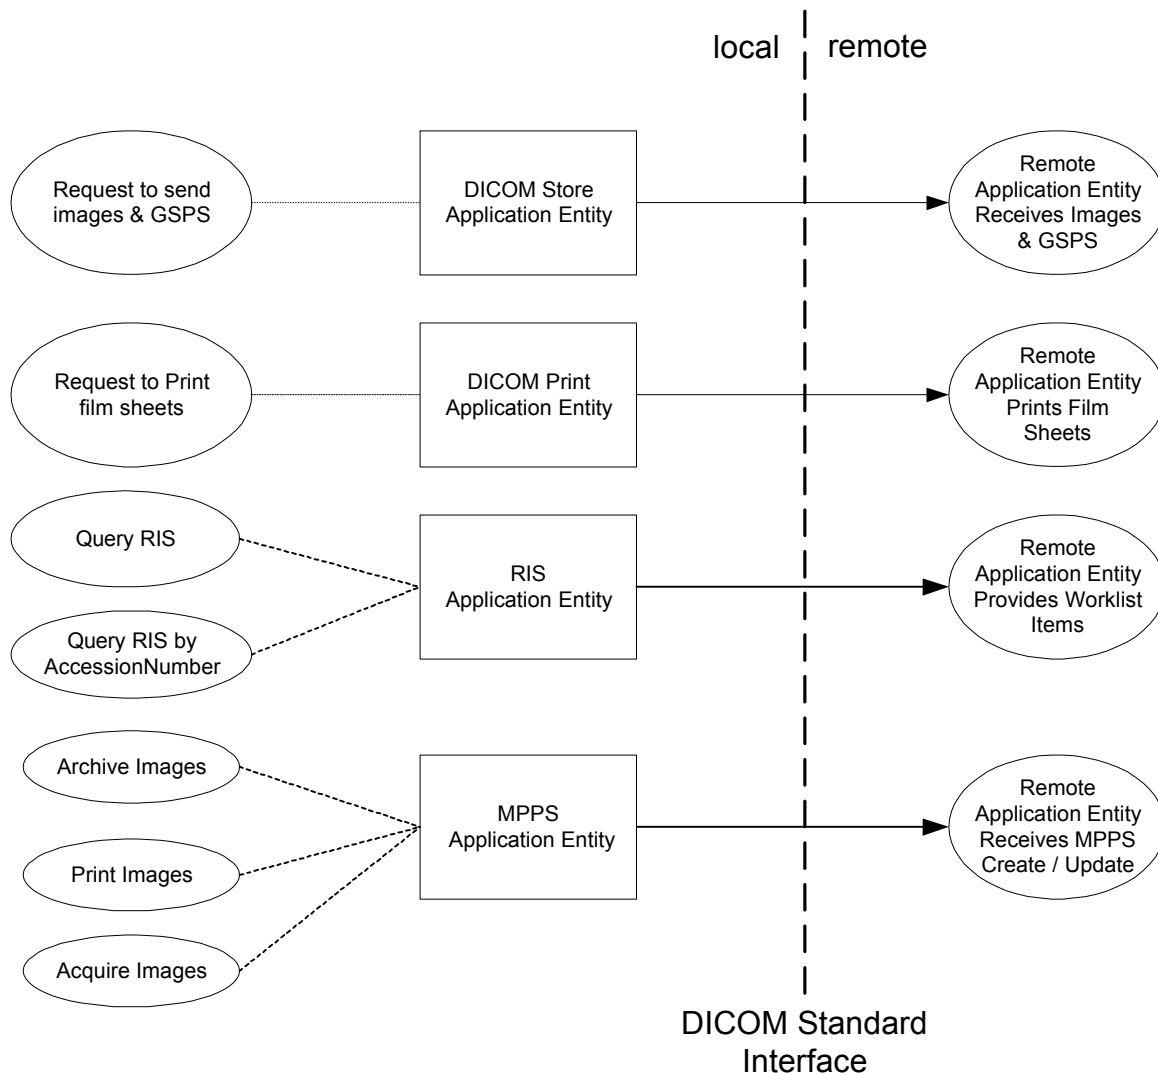 local
remote
Request to send
images & GSPS
DICOM Store
Application Entity
Remote
Application Entity
Receives Images
& GSPS
Request to Print
film sheets
DICOM Print
Application Entity
Remote
Application Entity
Prints Film
Sheets
Query RIS
Query RIS by
AccessionNumber
RIS
Application Entity
Remote
Application Entity
Provides Worklist
Items
Archive Images
Print Images
Acquire Images
MPPS
Application Entity
Remote
Application Entity
Receives MPPS
Create / Update
DICOM Standard
Interface